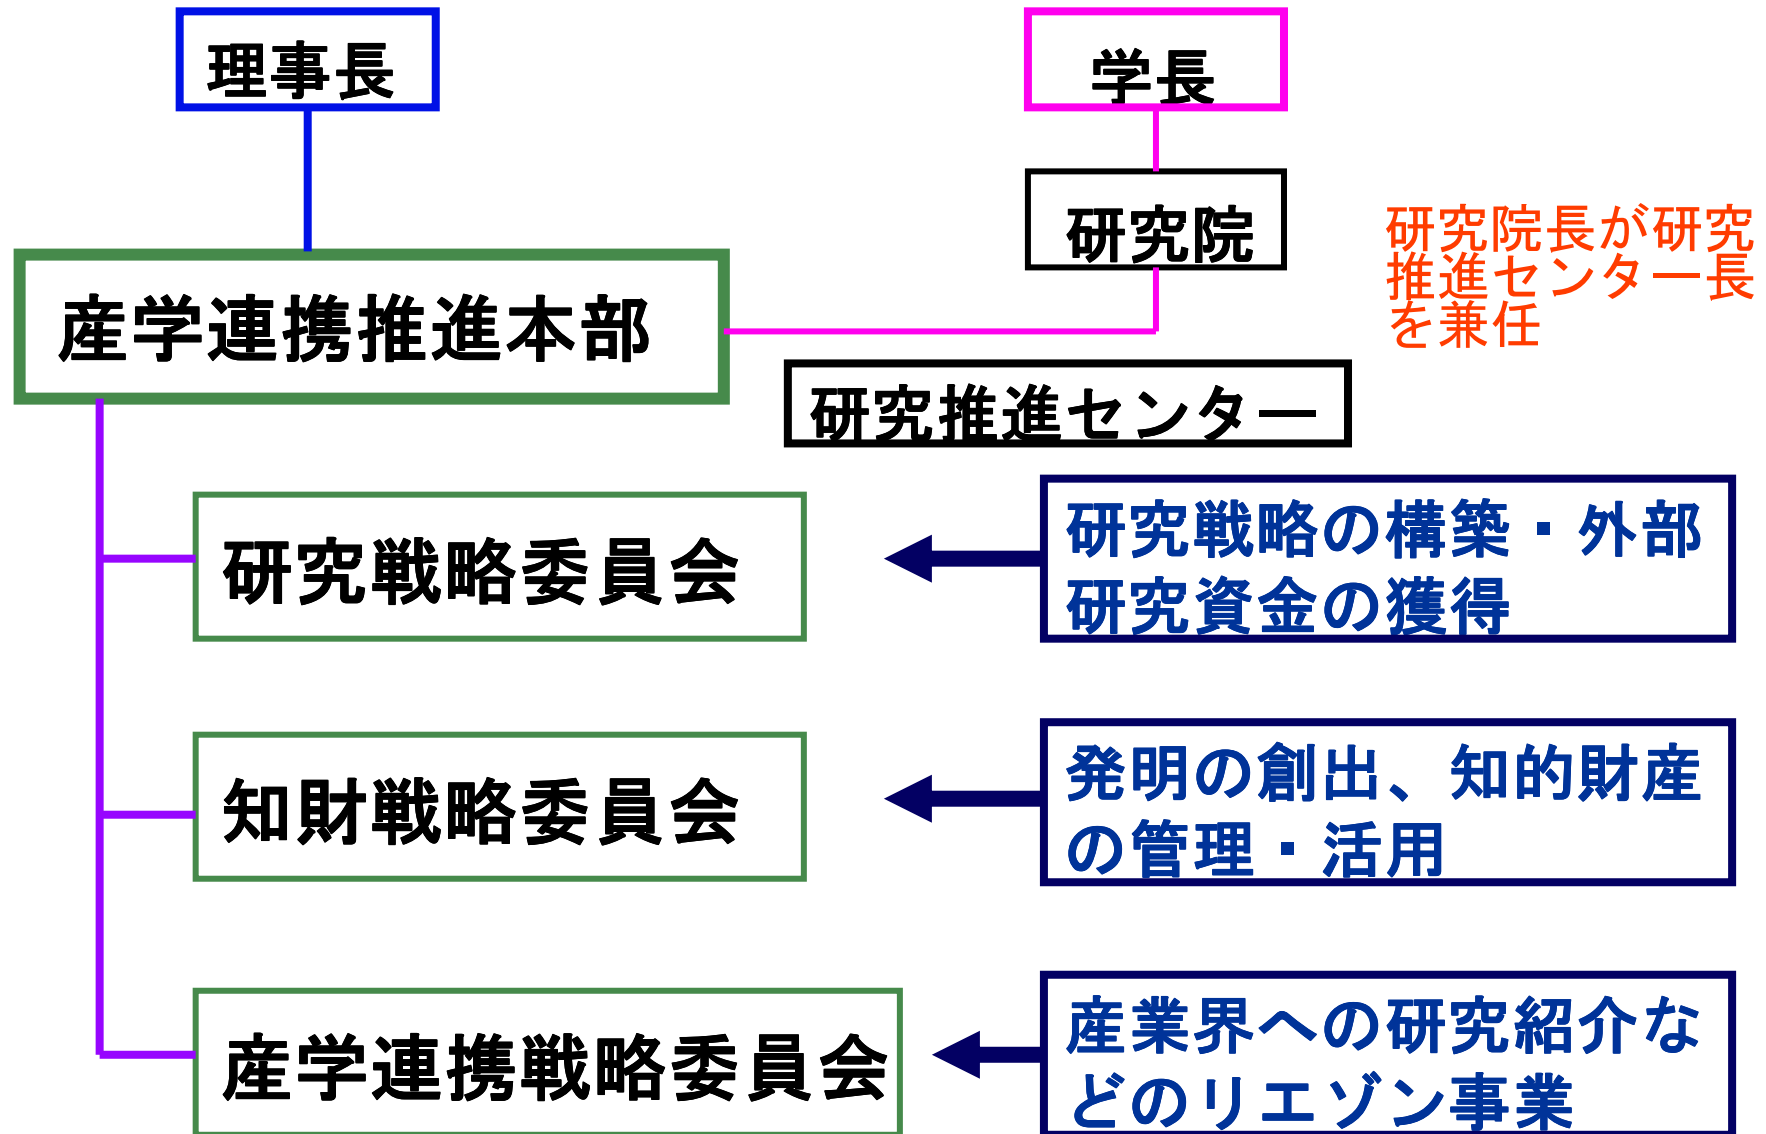 理事長
学長
研究院
研究院長が研究
推進センター長
を兼任
産学連携推進本部
研究推進センター
研究戦略委員会
研究戦略の構築・外部
研究資金の獲得
知財戦略委員会
発明の創出、知的財産
の管理・活用
産学連携戦略委員会
産業界への研究紹介な
どのリエゾン事業